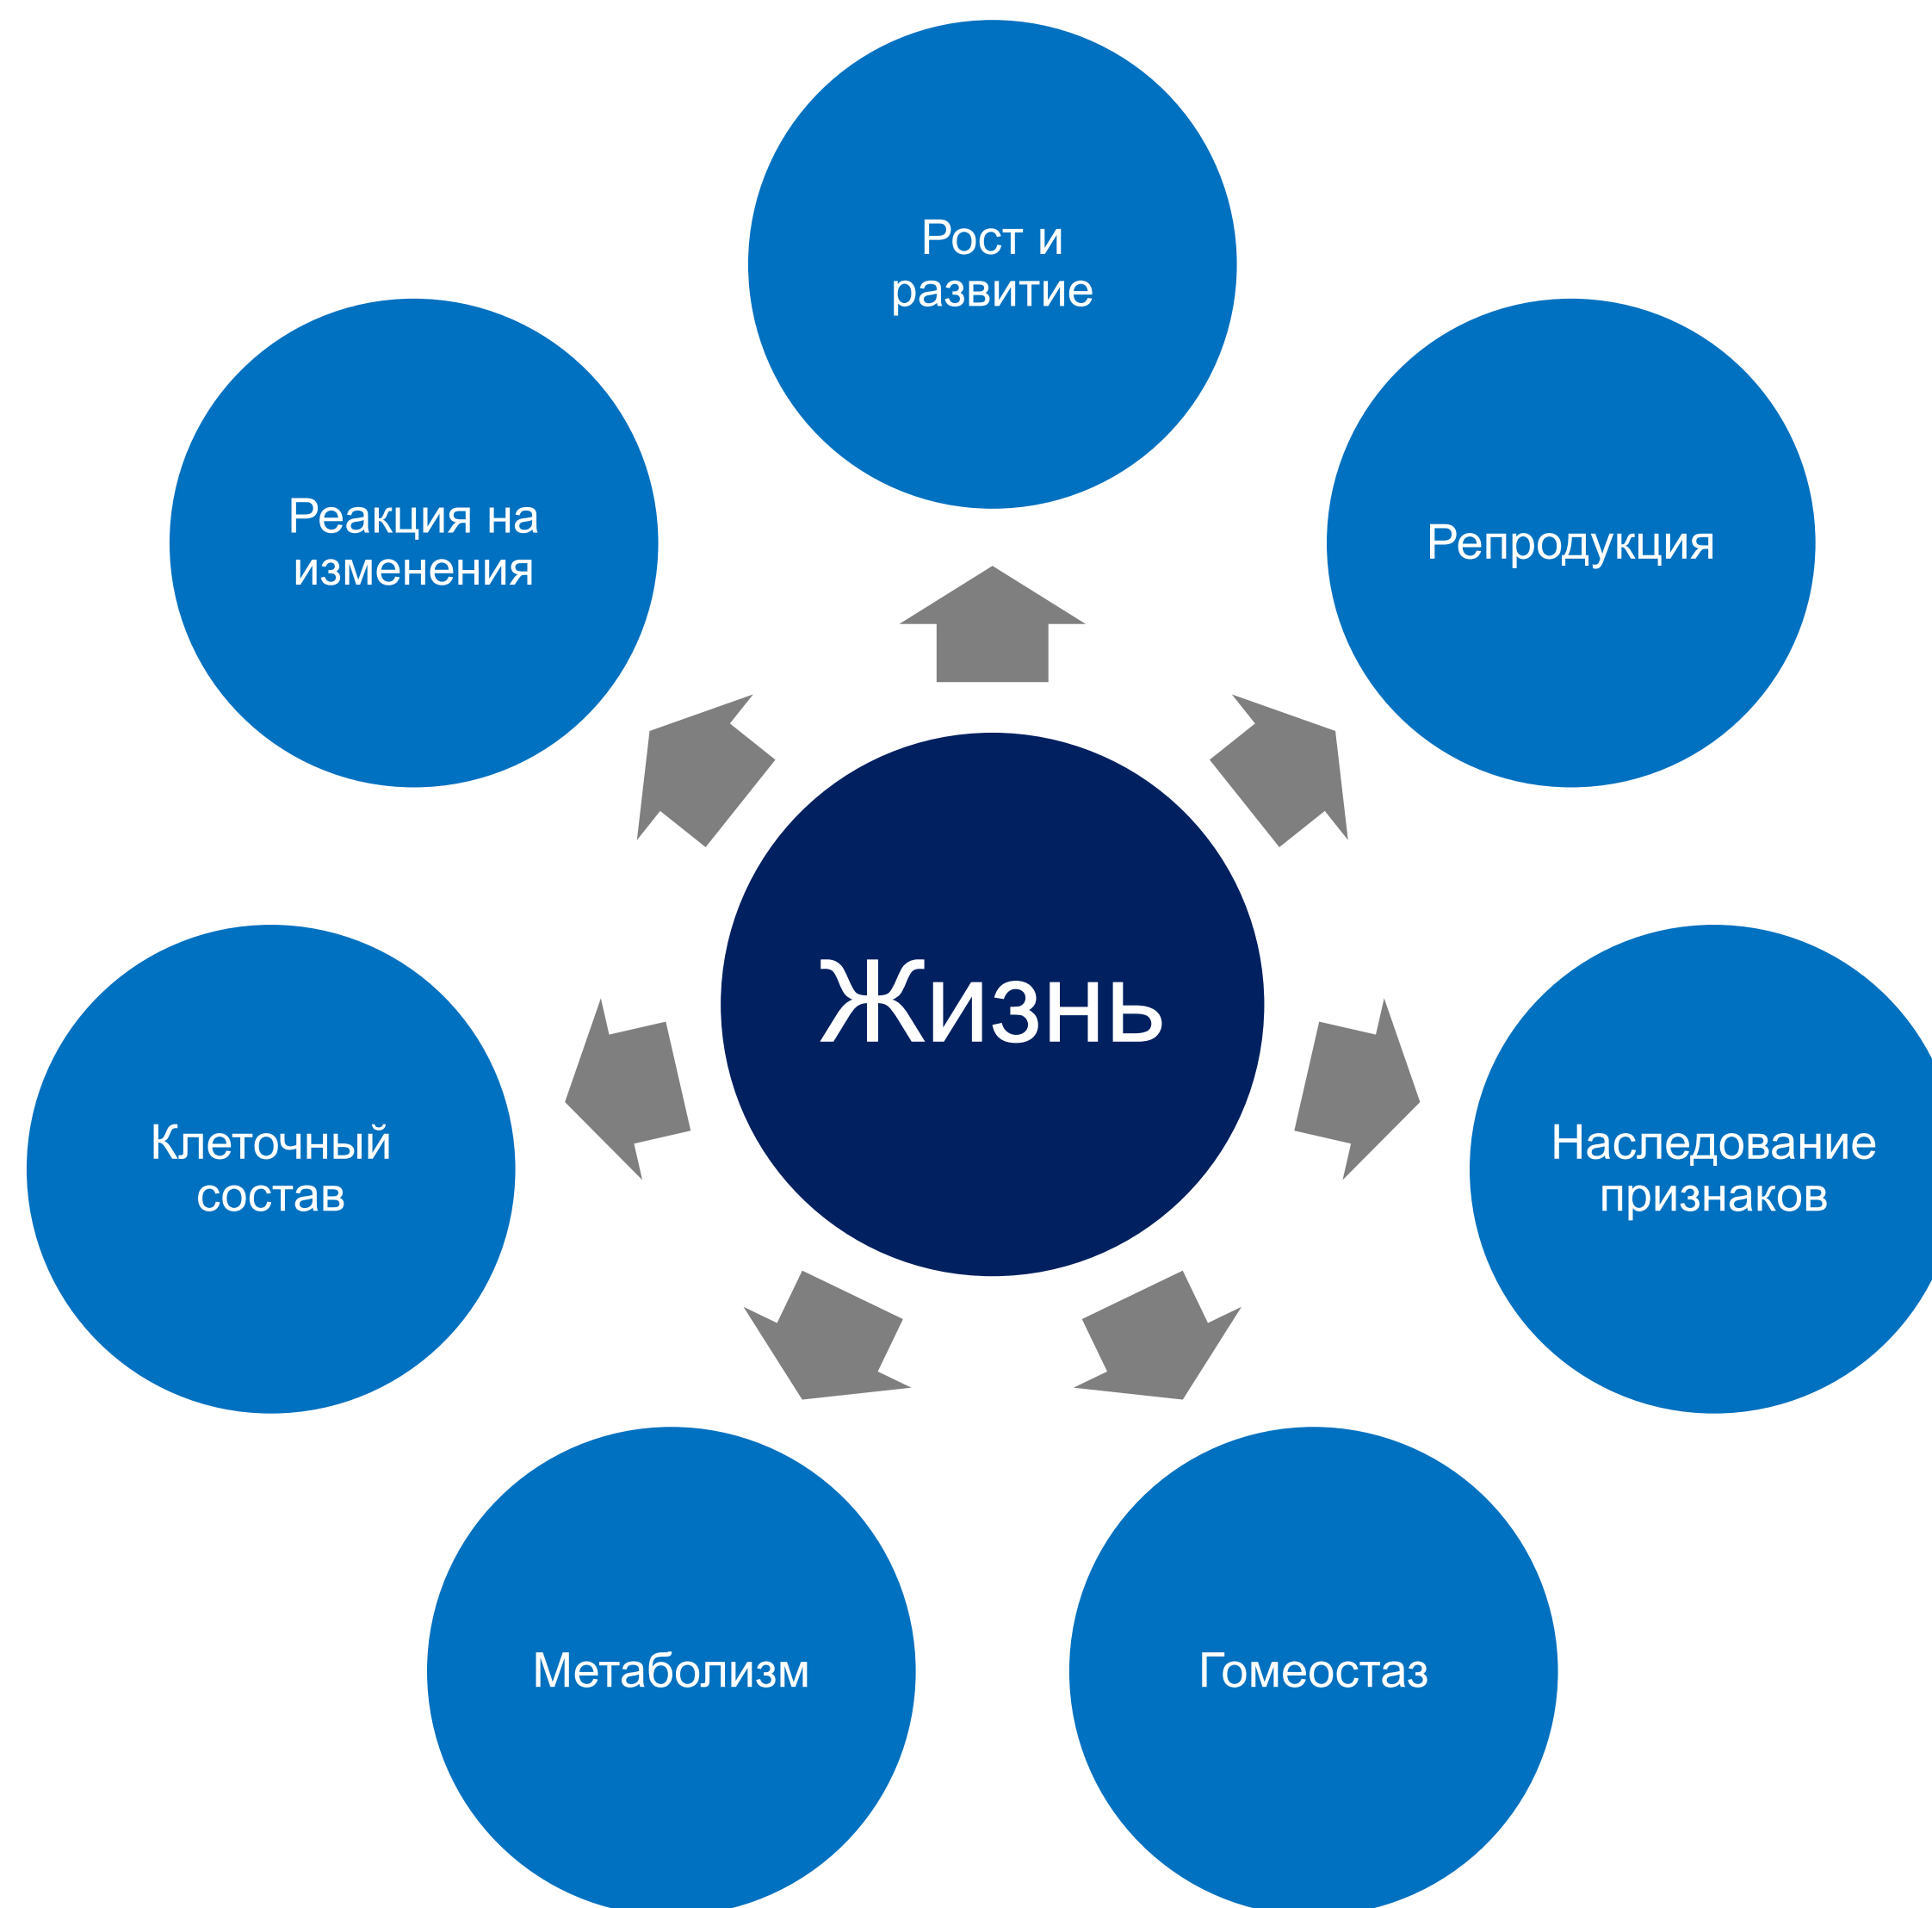 Рост и
развитие
Реакция на
изменения
Репродукция
Жизнь
Клеточный
состав
Наследование
признаков
Метаболизм
Гомеостаз